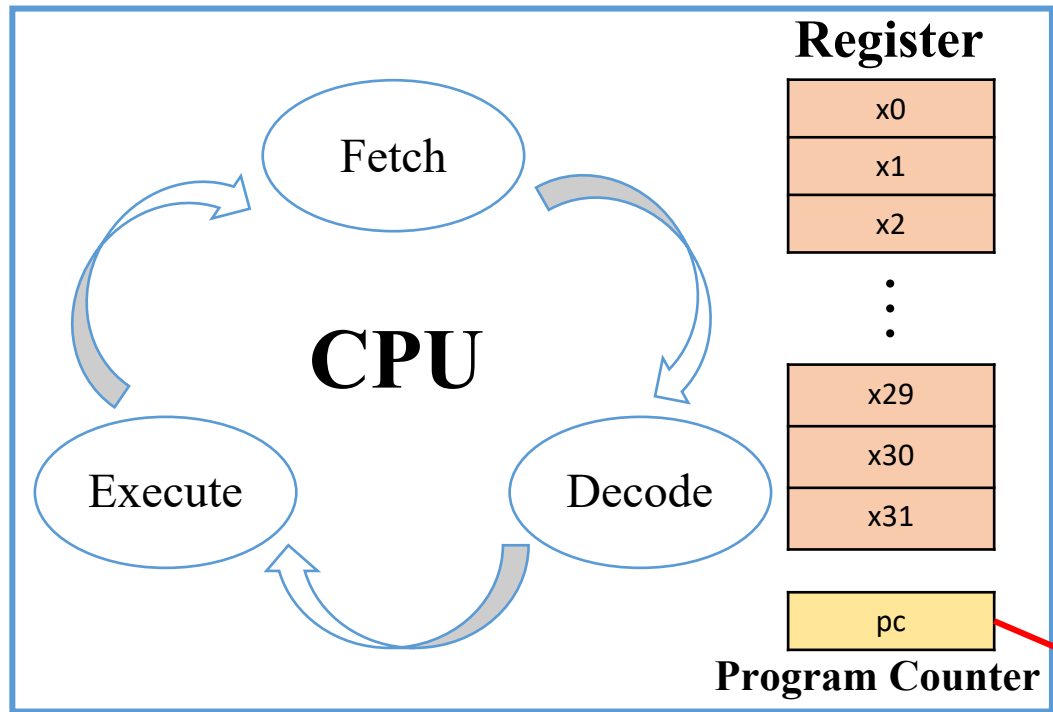 Register
x0
x1
x2
x29
x30
x31
pc
Program Counter
Fetch
CPU
Execute
Decode